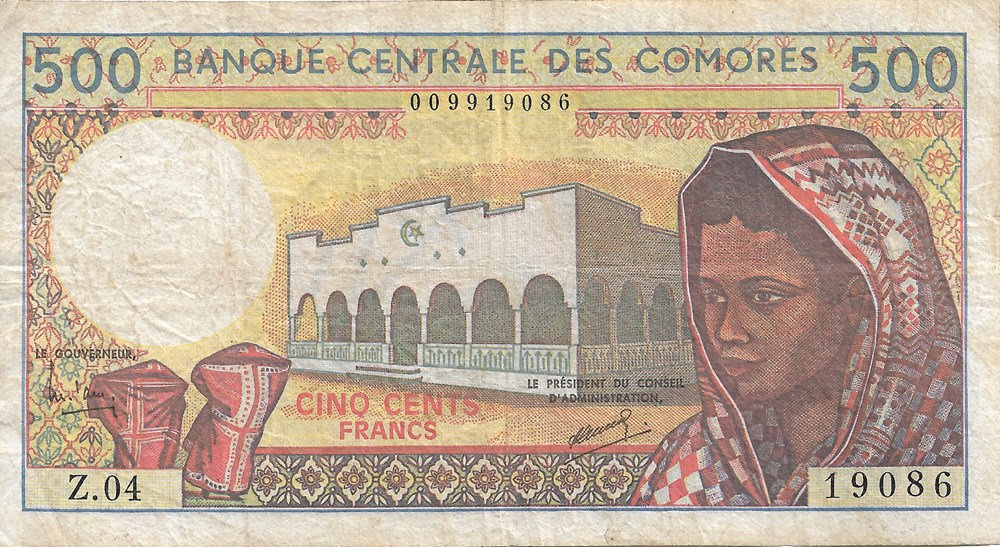 500 BANQUE CENTRALE DES COMORES 500
009919086
LE GOUVERNEUR,
LE PRÉSIDENT DU CONSEIL
D'ADMINISTRATION,
CINQ CENTS
FRANCS
Z.04
19086